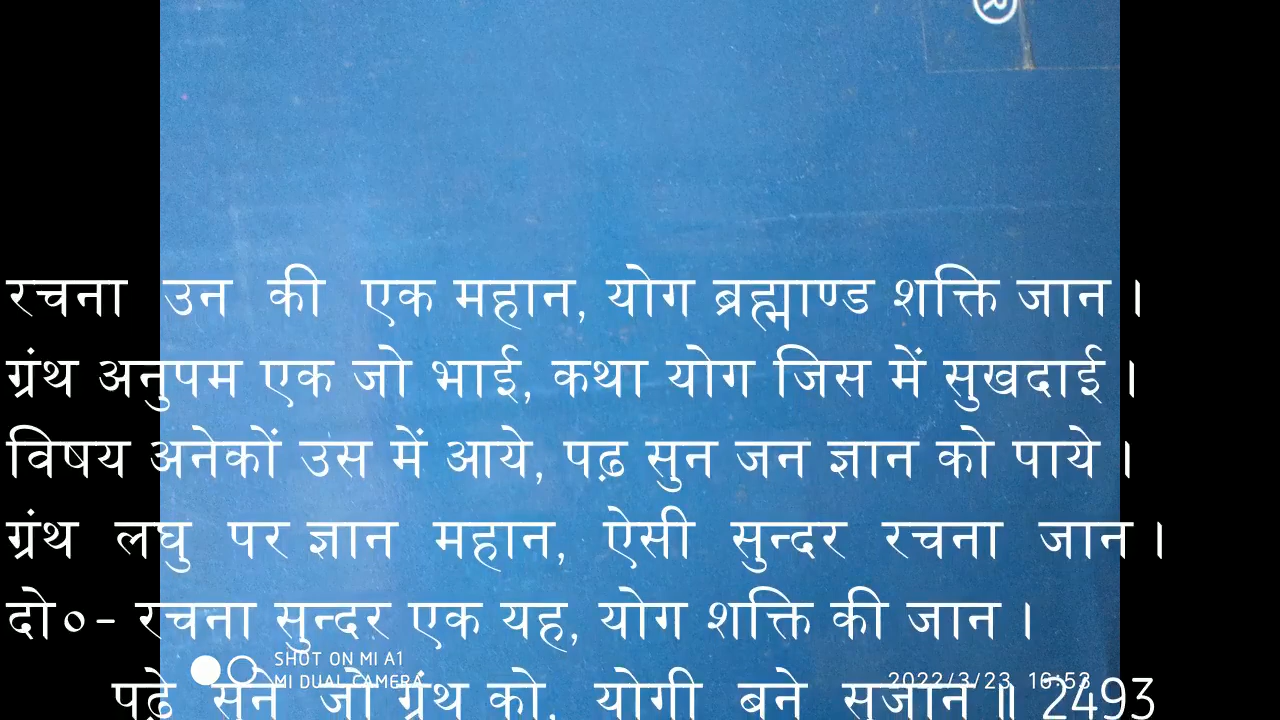 ®
रचना उन की एक महान, योग ब्रह्माण्ड शक्ति जान ।
ग्रंथ अनुपम एक जो भाई, कथा योग जिस में सुखदाई ।
विषय अनेकों उस में आये, पढ़ सुन जन ज्ञान को पाये ।
ग्रंथ लघु पर ज्ञान महान, ऐसी सुन्दर रचना जान ।
दो०- रचना सुन्दर एक यह, योग शक्ति की जान ।
SHOT ON MI A1
MI DUAL CAMERA
2022/3/23 16:53
पढ़े सुने जो ग्रंथ को, योगी बने सुजान ॥ 2493